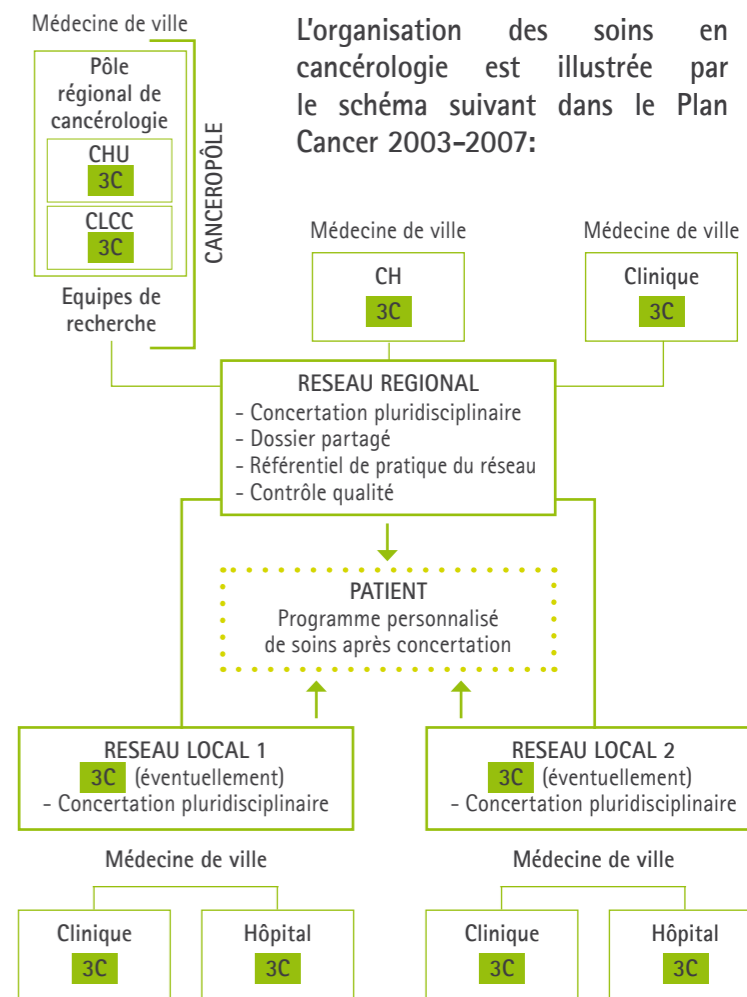 Médecine de ville
Pôle
régional de
cancérologie
CHU
3C
CLCC
3C
Equipes de
recherche
CANCEROPÔLE
L'organisation des soins en
cancérologie est illustrée par
le schéma suivant dans le Plan
Cancer 2003-2007:
Médecine de ville
CH
3C
Médecine de ville
Clinique
3C
RESEAU REGIONAL
- Concertation pluridisciplinaire
- Dossier partagé
- Référentiel de pratique du réseau
- Contrôle qualité
PATIENT
Programme personnalisé
de soins après concertation
RESEAU LOCAL 1
3C (éventuellement)
- Concertation pluridisciplinaire
RESEAU LOCAL 2
3C (éventuellement)
- Concertation pluridisciplinaire
Médecine de ville
Clinique
3C
Hôpital
3C
Médecine de ville
Clinique
3C
Hôpital
3C